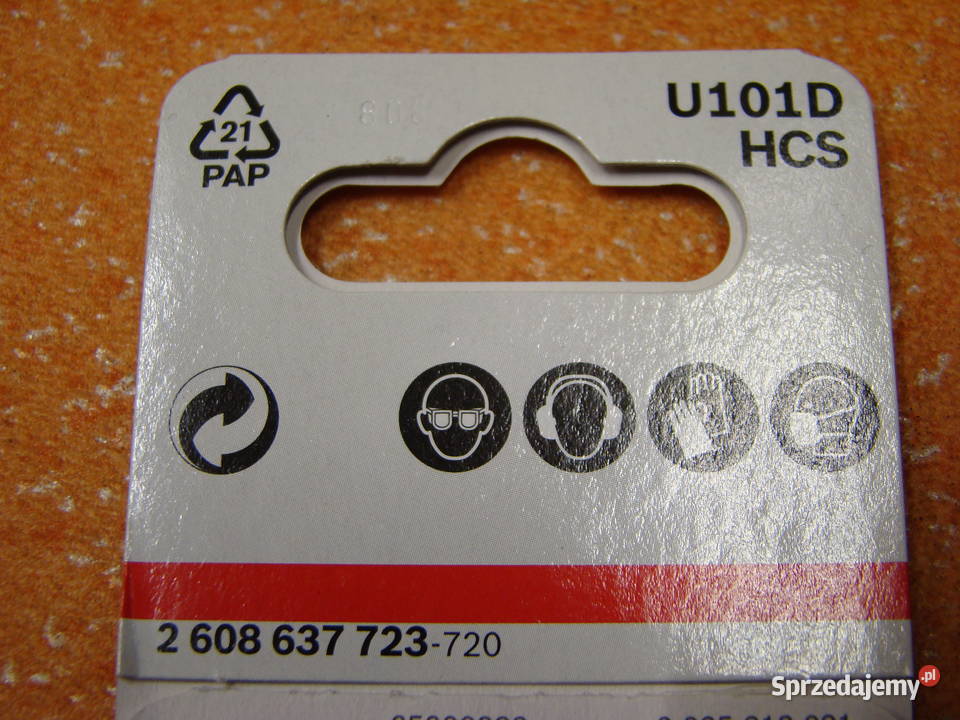 21
PAP
U101D
HCS
2 608 637 723-720
Sprzedajemy.pl